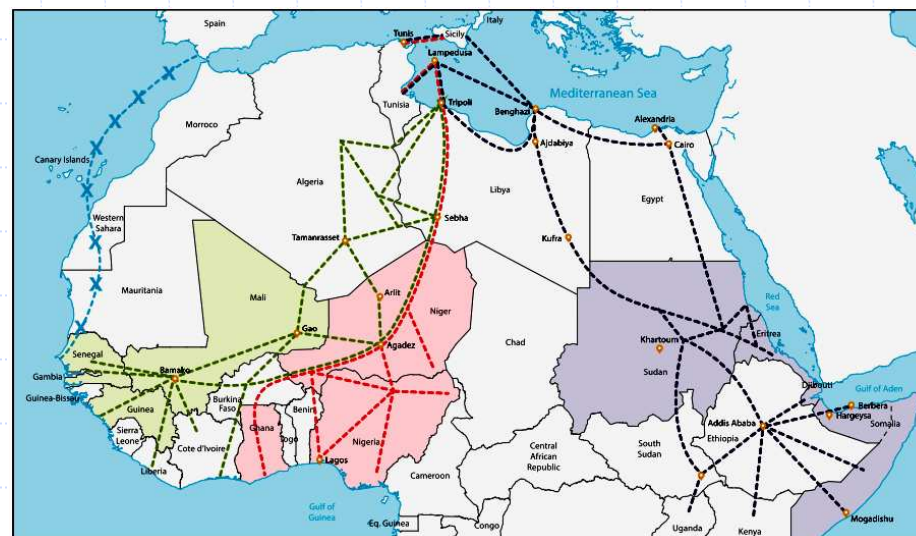 Spain
Italy
Tunis
Sicily
Lampedusa
Mediterranean Sea
Tunisia
Tripoli
Benghazi
Alexandria
Morroco
Ajdabiya
Cairo
Canary Islands
Algeria
Libya
Egypt
Western
Sahara
Sebha
Tamanrasset
Kufra
Mauritania
Mali
Arlit
Red
Sea
Niger
Gao
Chad
Eritrea
Khartoum
Agadez
Senegal
Bamako
Sudan
Gambia
Djibouti
Gulf of Aden
Guinea-Bissau
Guinea
Burkina
Faso
Benin
Berbera
Hargeysa
Somalia
Sierra
Leone
Ghana
Togo
Nigeria
Addis Ababa
Ethiopia
Cote d'Ivoire
Central
African
Republic
South
Sudan
Liberia
Lagos
Cameroon
Gulf of
Guinea
Mogadishu
Eq. Guinea
Congo
Uganda
Kenya